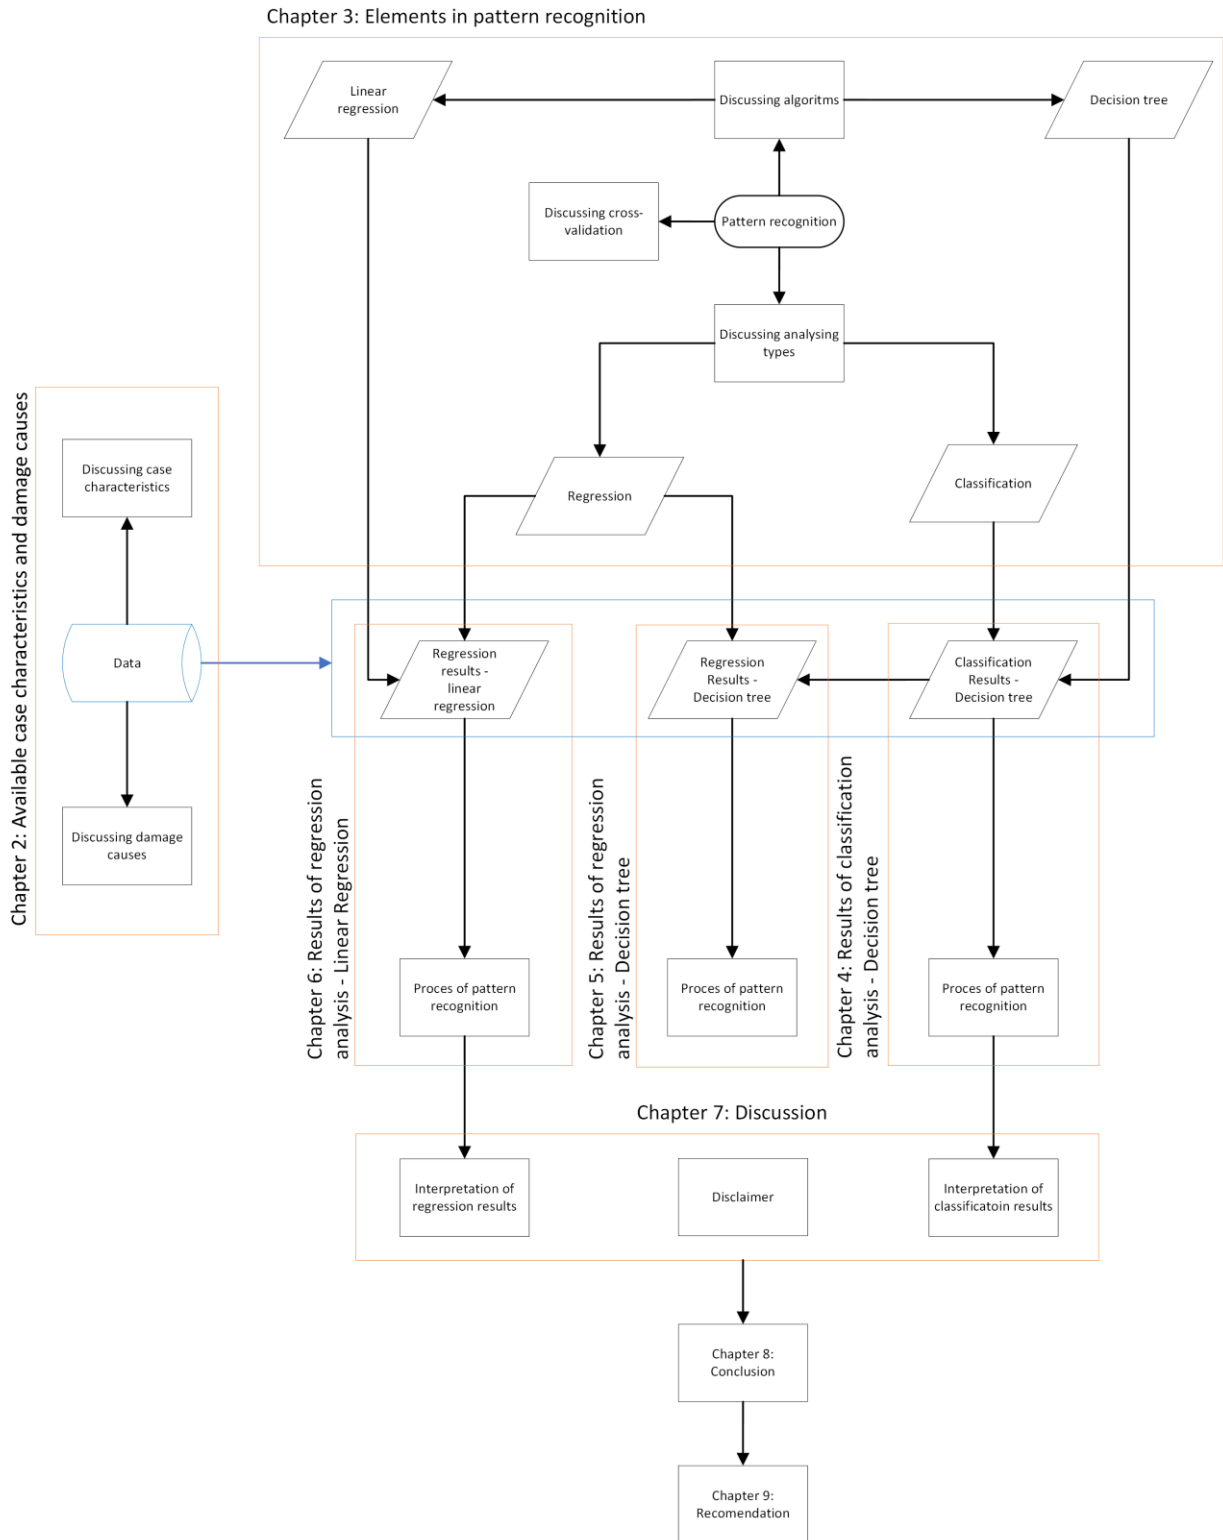 Chapter 3: Elements in pattern recognition
Linear
regression
Discussing algoritms
Decision tree
Discussing cross-
validation
Pattern recognition
Discussing analysing
types
Regression
Classification
Chapter 2: Available case characteristics and damage causes
Discussing case
characteristics
Data
Discussing damage
causes
Regression
results -
linear
regression
Regression
Results -
Decision tree
Classification
Results -
Decision tree
Chapter 6: Results of regression
analysis - Linear Regression
Chapter 5: Results of regression
analysis - Decision tree
Chapter 4: Results of classification
analysis - Decision tree
Proces of pattern
recognition
Proces of pattern
recognition
Proces of pattern
recognition
Chapter 7: Discussion
Interpretation of
regression results
Disclaimer
Interpretation of
classificatoin results
Chapter 8:
Conclusion
Chapter 9:
Recomendation